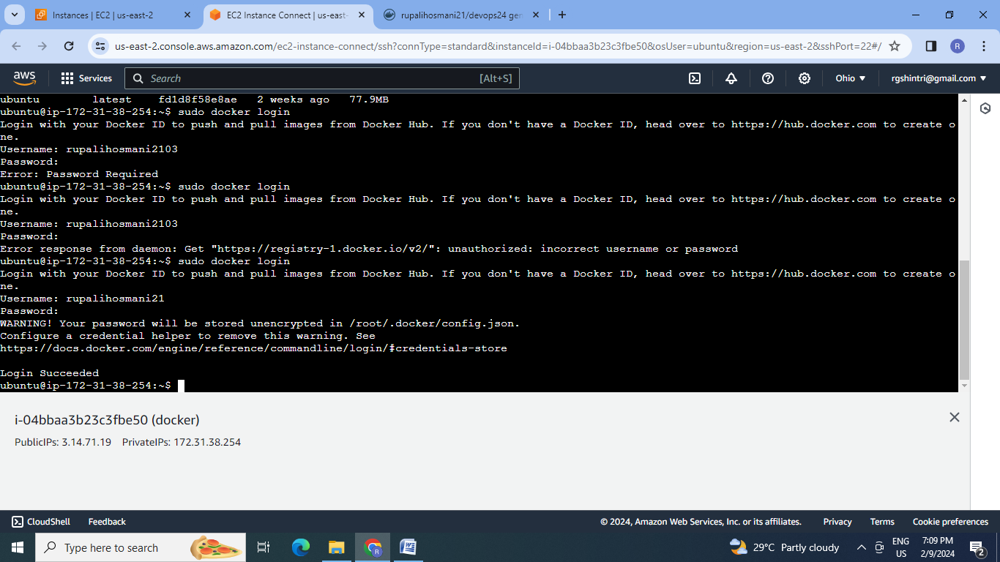 Instances | EC2 | us-east-2
EC2 Instance Connect | us-east-
rupalihosmani21/devops24 gen
us-east-2.console.aws.amazon.com/ec2-instance-connect/ssh?connType=standard&instanceId=i-04bbaa3b23c3fbe50&osUser=ubuntu&region=us-east-2&sshPort=22#/
R
aws
Services
Search
[Alt+S]
Ohio
rgshintri@gmail.com
ubuntu latest fd1d8f58e8ae 2 weeks ago 77.9MB
ubuntu@ip-172-31-38-254:~$ sudo docker login
Login with your Docker ID to push and pull images from Docker Hub. If you don't have a Docker ID, head over to https://hub.docker.com to create o
ne.
Username: rupalihosmani2103
Password:
Error: Password Required
ubuntu@ip-172-31-38-254:~$ sudo docker login
Login with your Docker ID to push and pull images from Docker Hub. If you don't have a Docker ID, head over to https://hub.docker.com to create o
ne.
Username: rupalihosmani2103
Password:
Error response from daemon: Get "https://registry-1.docker.io/v2/": unauthorized: incorrect username or password
ubuntu@ip-172-31-38-254:~$ sudo docker login
Login with your Docker ID to push and pull images from Docker Hub. If you don't have a Docker ID, head over to https://hub.docker.com to create o
ne.
Username: rupalihosmani21
Password:
WARNING! Your password will be stored unencrypted in /root/.docker/config.json.
Configure a credential helper to remove this warning. See
https://docs.docker.com/engine/reference/commandline/login/#credentials-store
Login Succeeded
ubuntu@ip-172-31-38-254:~$
i-04bbaa3b23c3fbe50 (docker)
PublicIPs: 3.14.71.19 PrivateIPs: 172.31.38.254
CloudShell
Feedback
© 2024, Amazon Web Services, Inc. or its affiliates.
Privacy
Terms
Cookie preferences
Type here to search
R
29°C Partly cloudy
ENG
US
7:09 PM
2/9/2024
2